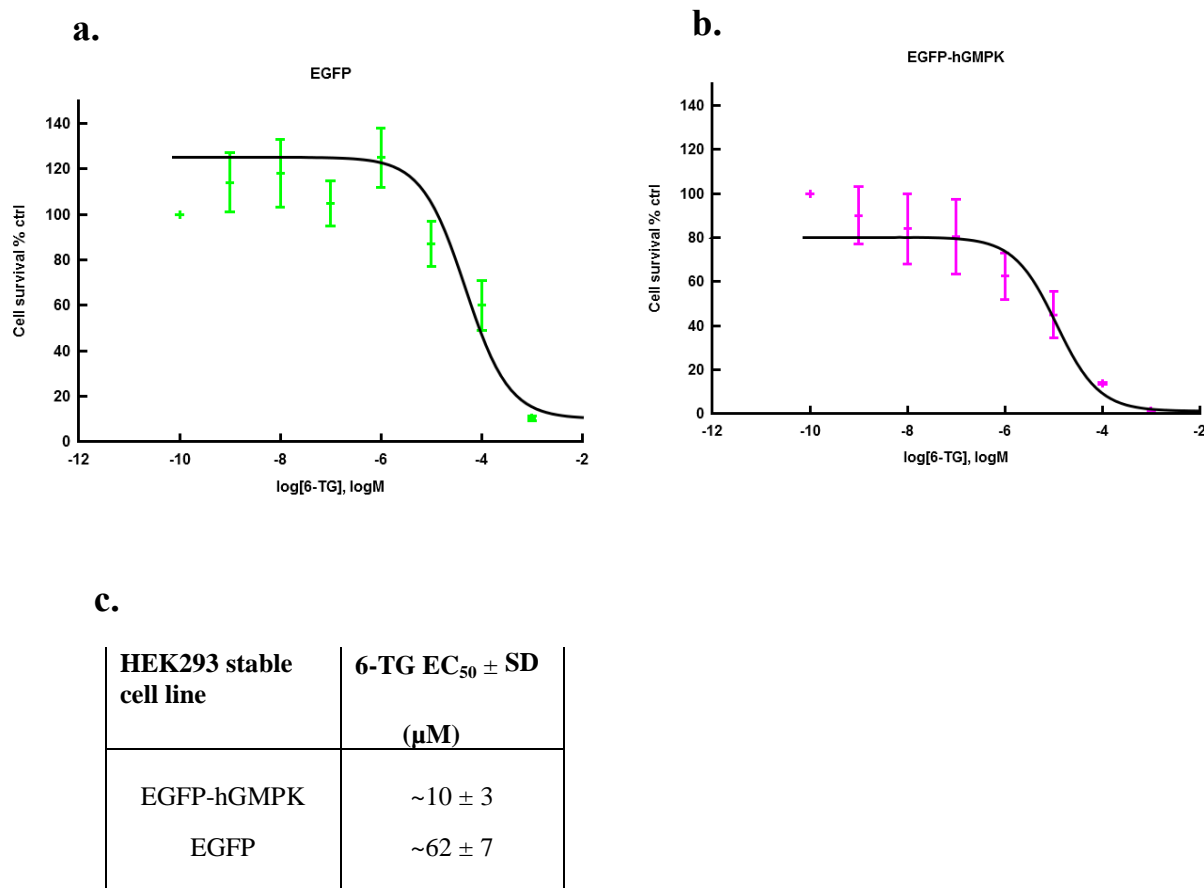 a.
EGFP
140
120
100
80
60
40
20
0
-12
-10
-8
-6
-4
-2
Cell survival % ctrl
log[6-TG], logM
b.
EGFP-hGMPK
140
120
100
80
60
40
20
0
-12
-10
-8
-6
-4
-2
Cell survival % ctrl
log[6-TG], logM
c.
HEK293 stable
cell line
6-TG EC₅₀ ± SD
(µM)
EGFP-hGMPK
~10 ± 3
EGFP
~62 ± 7